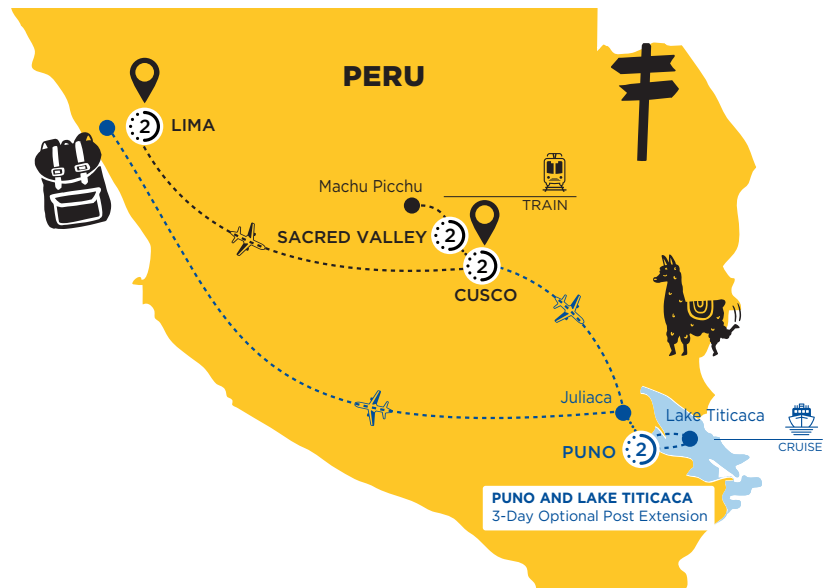 PERU
2
LIMA
Machu Picchu
TRAIN
SACRED VALLEY
2
2
CUSCO
Juliaca
Lake Titicaca
CRUISE
PUNO
2
PUNO AND LAKE TITICACA
3-Day Optional Post Extension